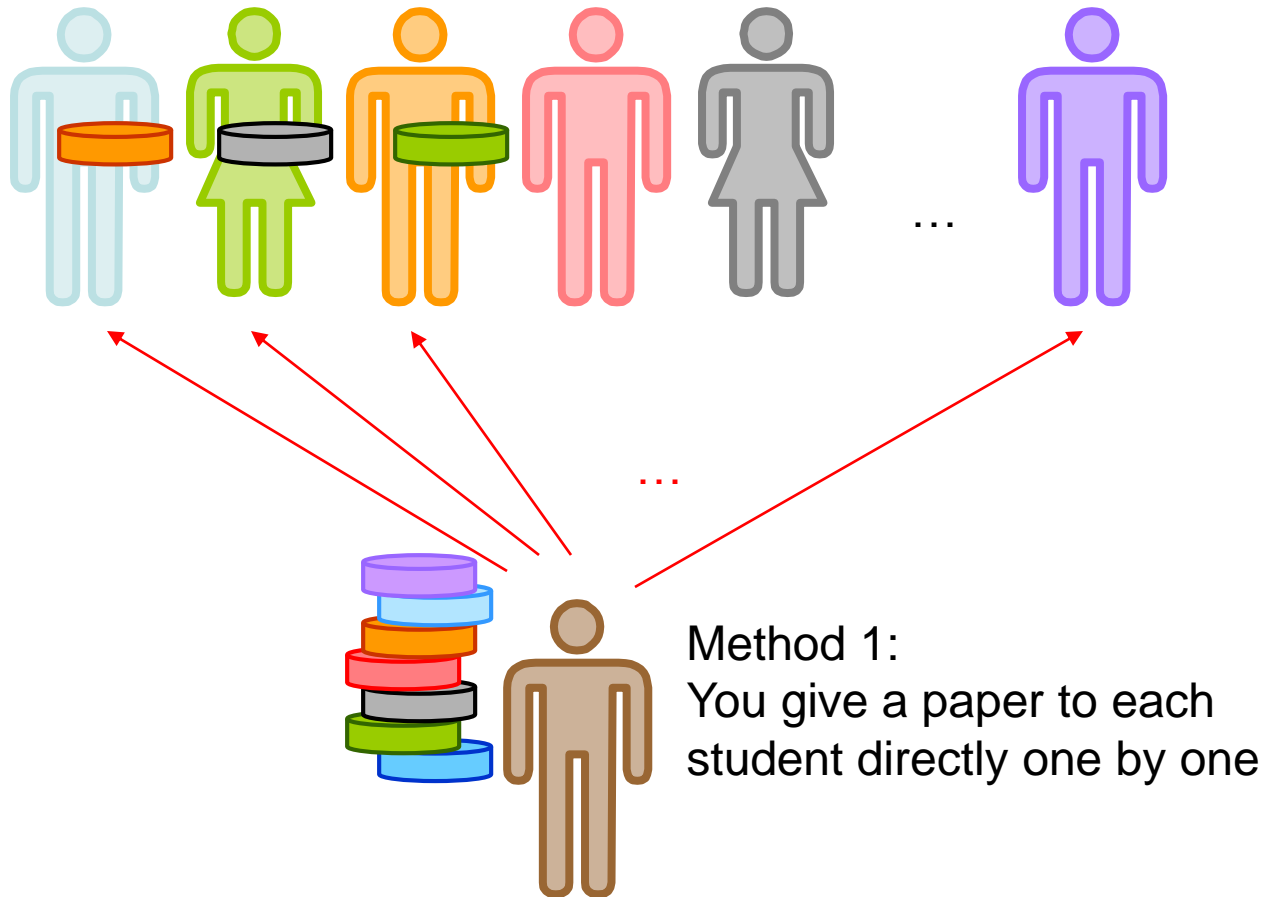 …
…
Method 1:
You give a paper to each
student directly one by one